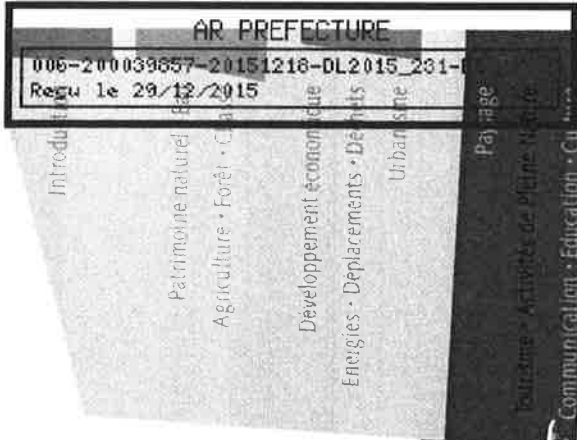 AR PREFECTURE
006-200039857-20151218-DL2015_231-
Reçu le 29/12/2015
Patrimoine naturel
Agriculture • Forêt •
Développement économique
Energies • Déplacements • Déchets
Urbanisme
Paysage
Tourisme • Activités de Pleine Nature
Communication • Education •